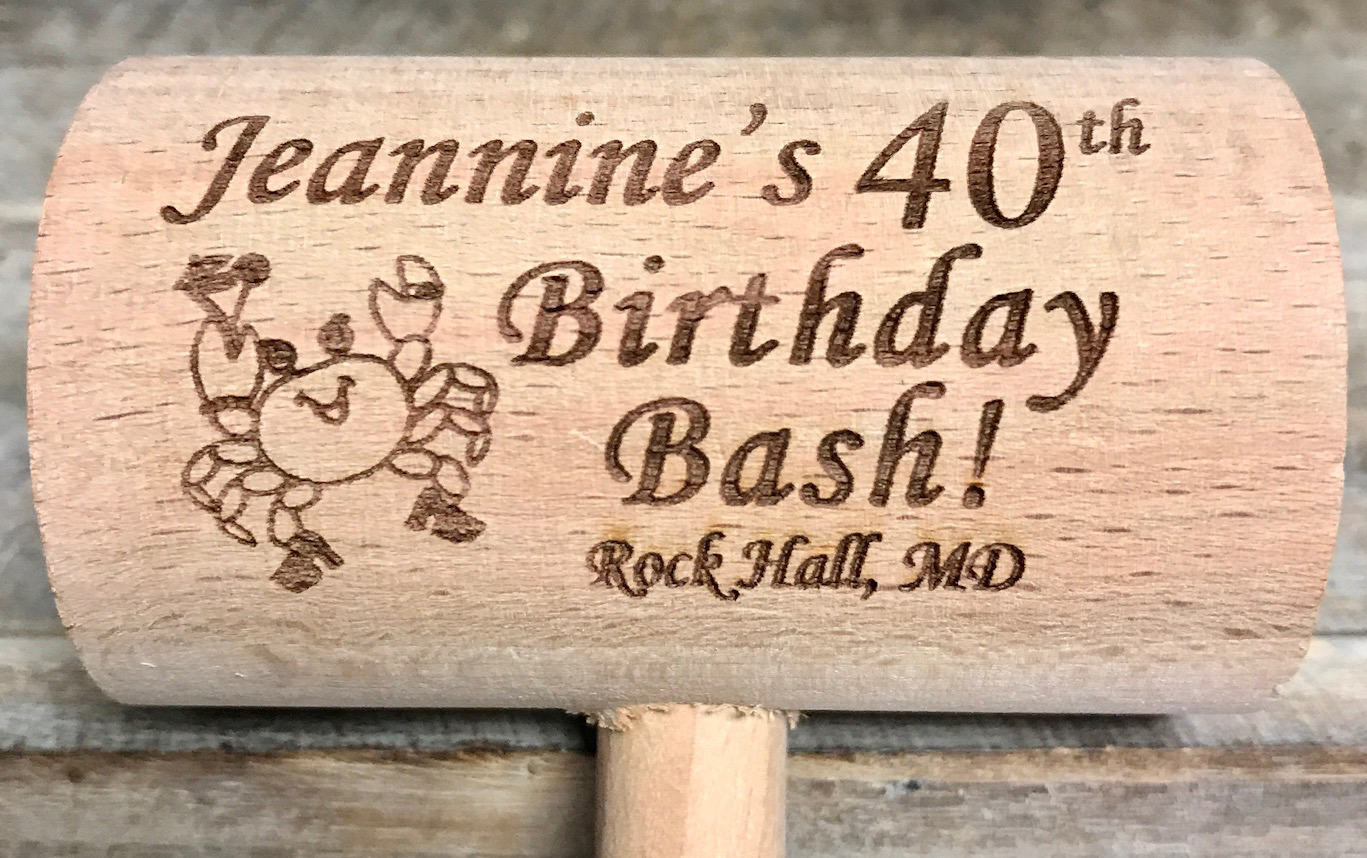 Jeannine's 40th
Birthday
Bash!
Rock Hall, MD